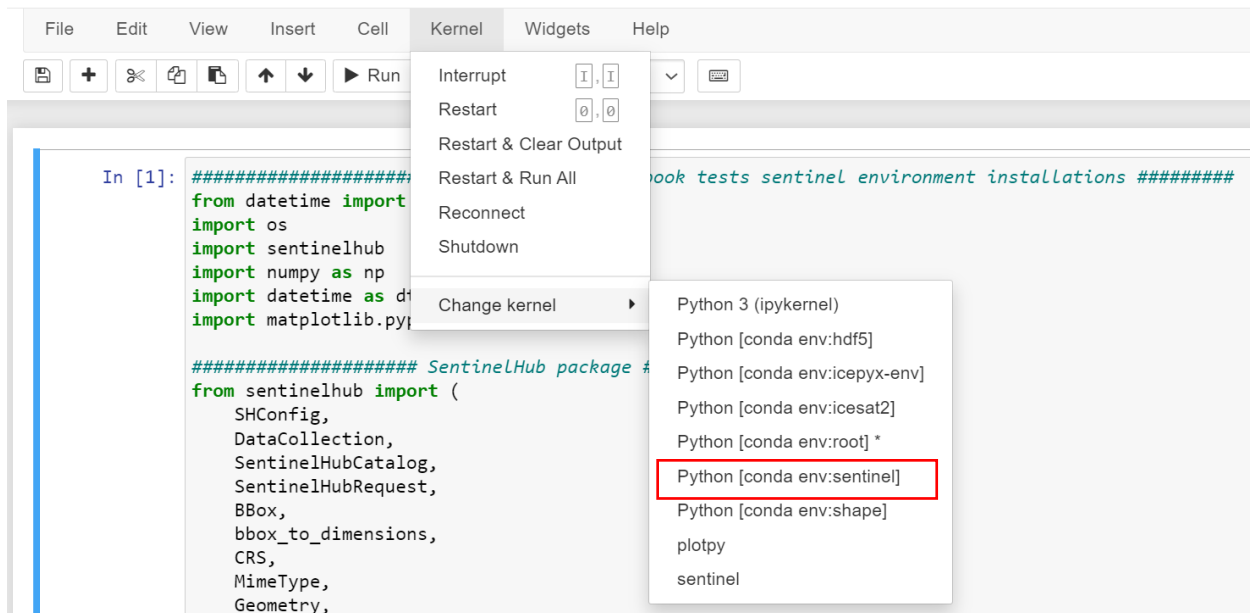 File Edit View Insert Cell Kernel Widgets Help
Run
Interrupt I,I
Restart 0,0
Restart & Clear Output
Restart & Run All
Reconnect
Shutdown
Change kernel
Python 3 (ipykernel)
Python [conda env:hdf5]
Python [conda env:icepyx-env]
Python [conda env:icesat2]
Python [conda env:root] *
Python [conda env:sentinel]
Python [conda env:shape]
plotpy
sentinel
In [1]: ##################### ook tests sentinel environment installations #########
from datetime import
import os
import sentinelhub
import numpy as np
import datetime as dt
import matplotlib.pyp
##################### SentinelHub package #
from sentinelhub import (
SHConfig,
DataCollection,
SentinelHubCatalog,
SentinelHubRequest,
BBox,
bbox_to_dimensions,
CRS,
MimeType,
Geometry,